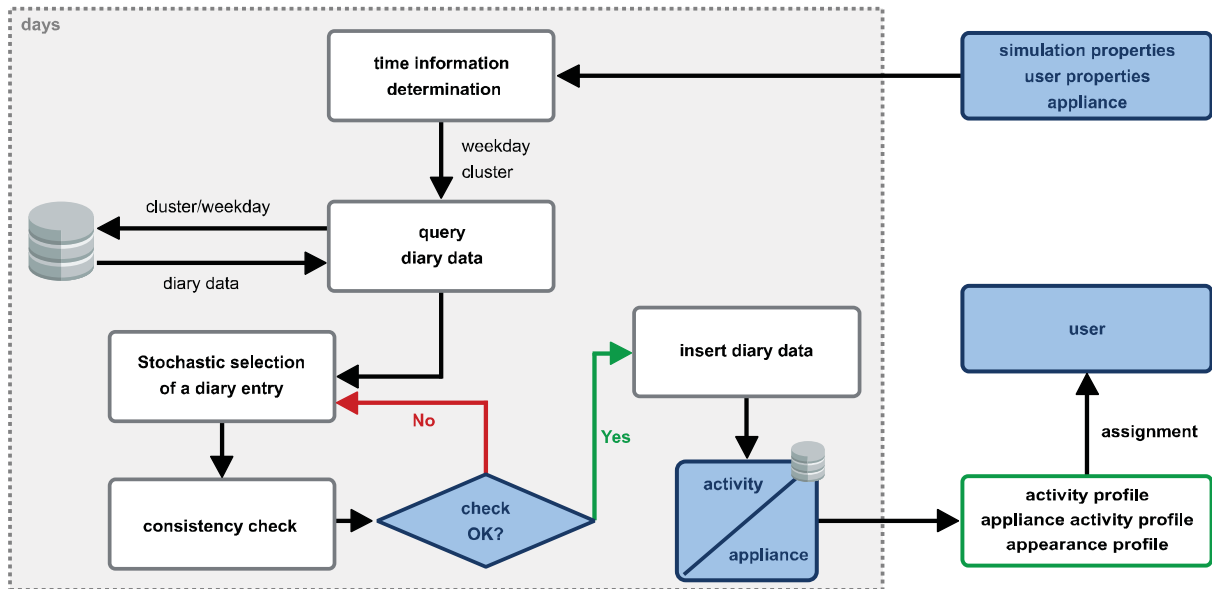 days
time information
determination
simulation properties
user properties
appliance
weekday
cluster
cluster/weekday
query
diary data
diary data
Stochastic selection
of a diary entry
No
Yes
insert diary data
user
assignment
consistency check
check
OK?
activity
appliance
activity profile
appliance activity profile
appearance profile